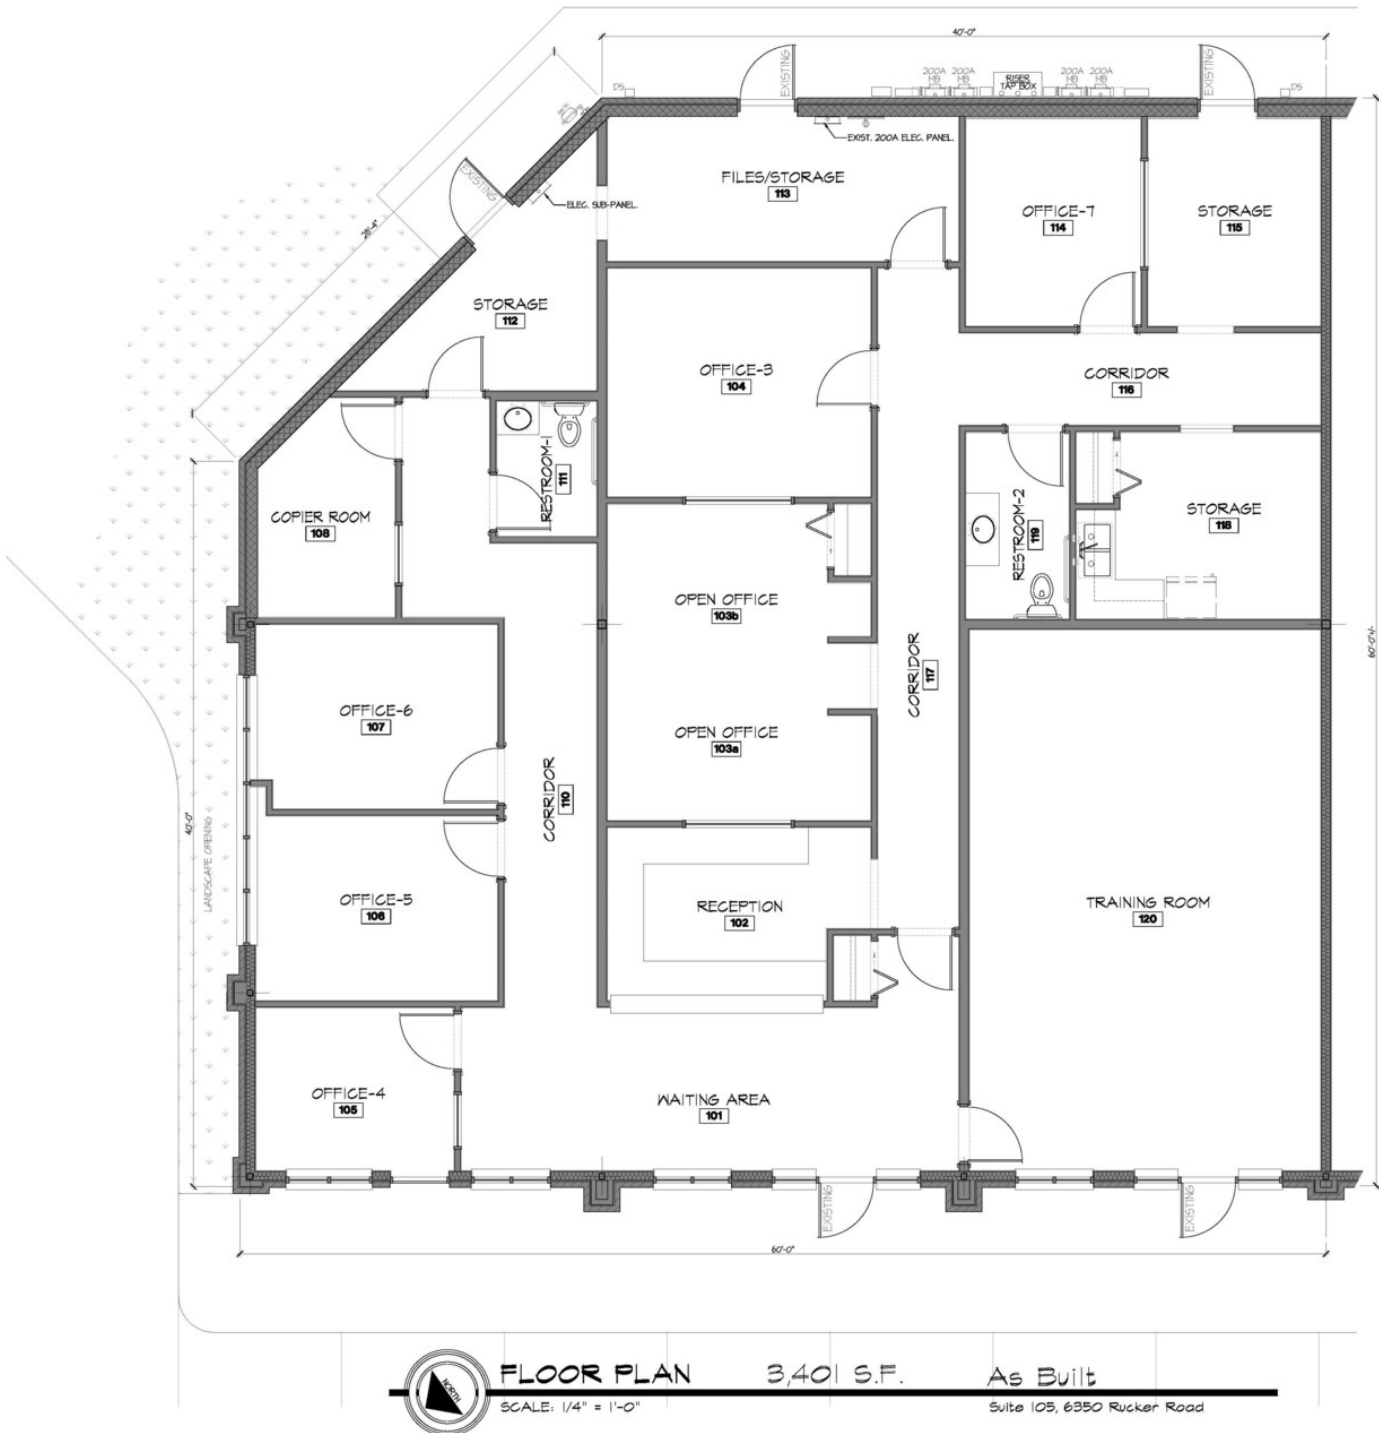 40'-0"
EXISTING
200A
MB
200A
MB
RISER
TAP BOX
200A
MB
200A
MB
EXISTING
DS
DS
EXIST. 200A ELEC. PANEL.
FILES/STORAGE
113
OFFICE-7
114
STORAGE
115
EXISTING
ELEC. SUB-PANEL.
28'-4"
STORAGE
112
OFFICE-3
104
CORRIDOR
116
RESTROOM-1
111
COPIER ROOM
108
RESTROOM-2
119
STORAGE
118
OPEN OFFICE
103b
CORRIDOR
117
60'-0"+/-
OFFICE-6
107
OPEN OFFICE
103a
CORRIDOR
110
40'-0"
LANDSCAPE OPENING
OFFICE-5
106
RECEPTION
102
TRAINING ROOM
120
OFFICE-4
105
WAITING AREA
101
EXISTING
EXISTING
60'-0"
NORTH
FLOOR PLAN 3,401 S.F. As Built
SCALE: 1/4" = 1'-0" Suite 105, 6350 Rucker Road